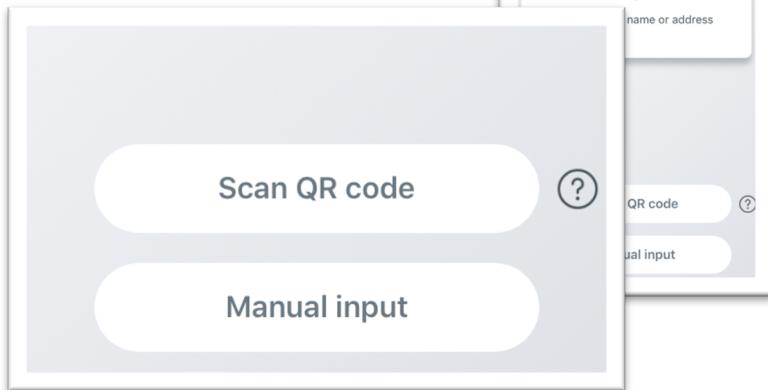 name or address
Scan QR code
?
Manual input
QR code
?
ual input